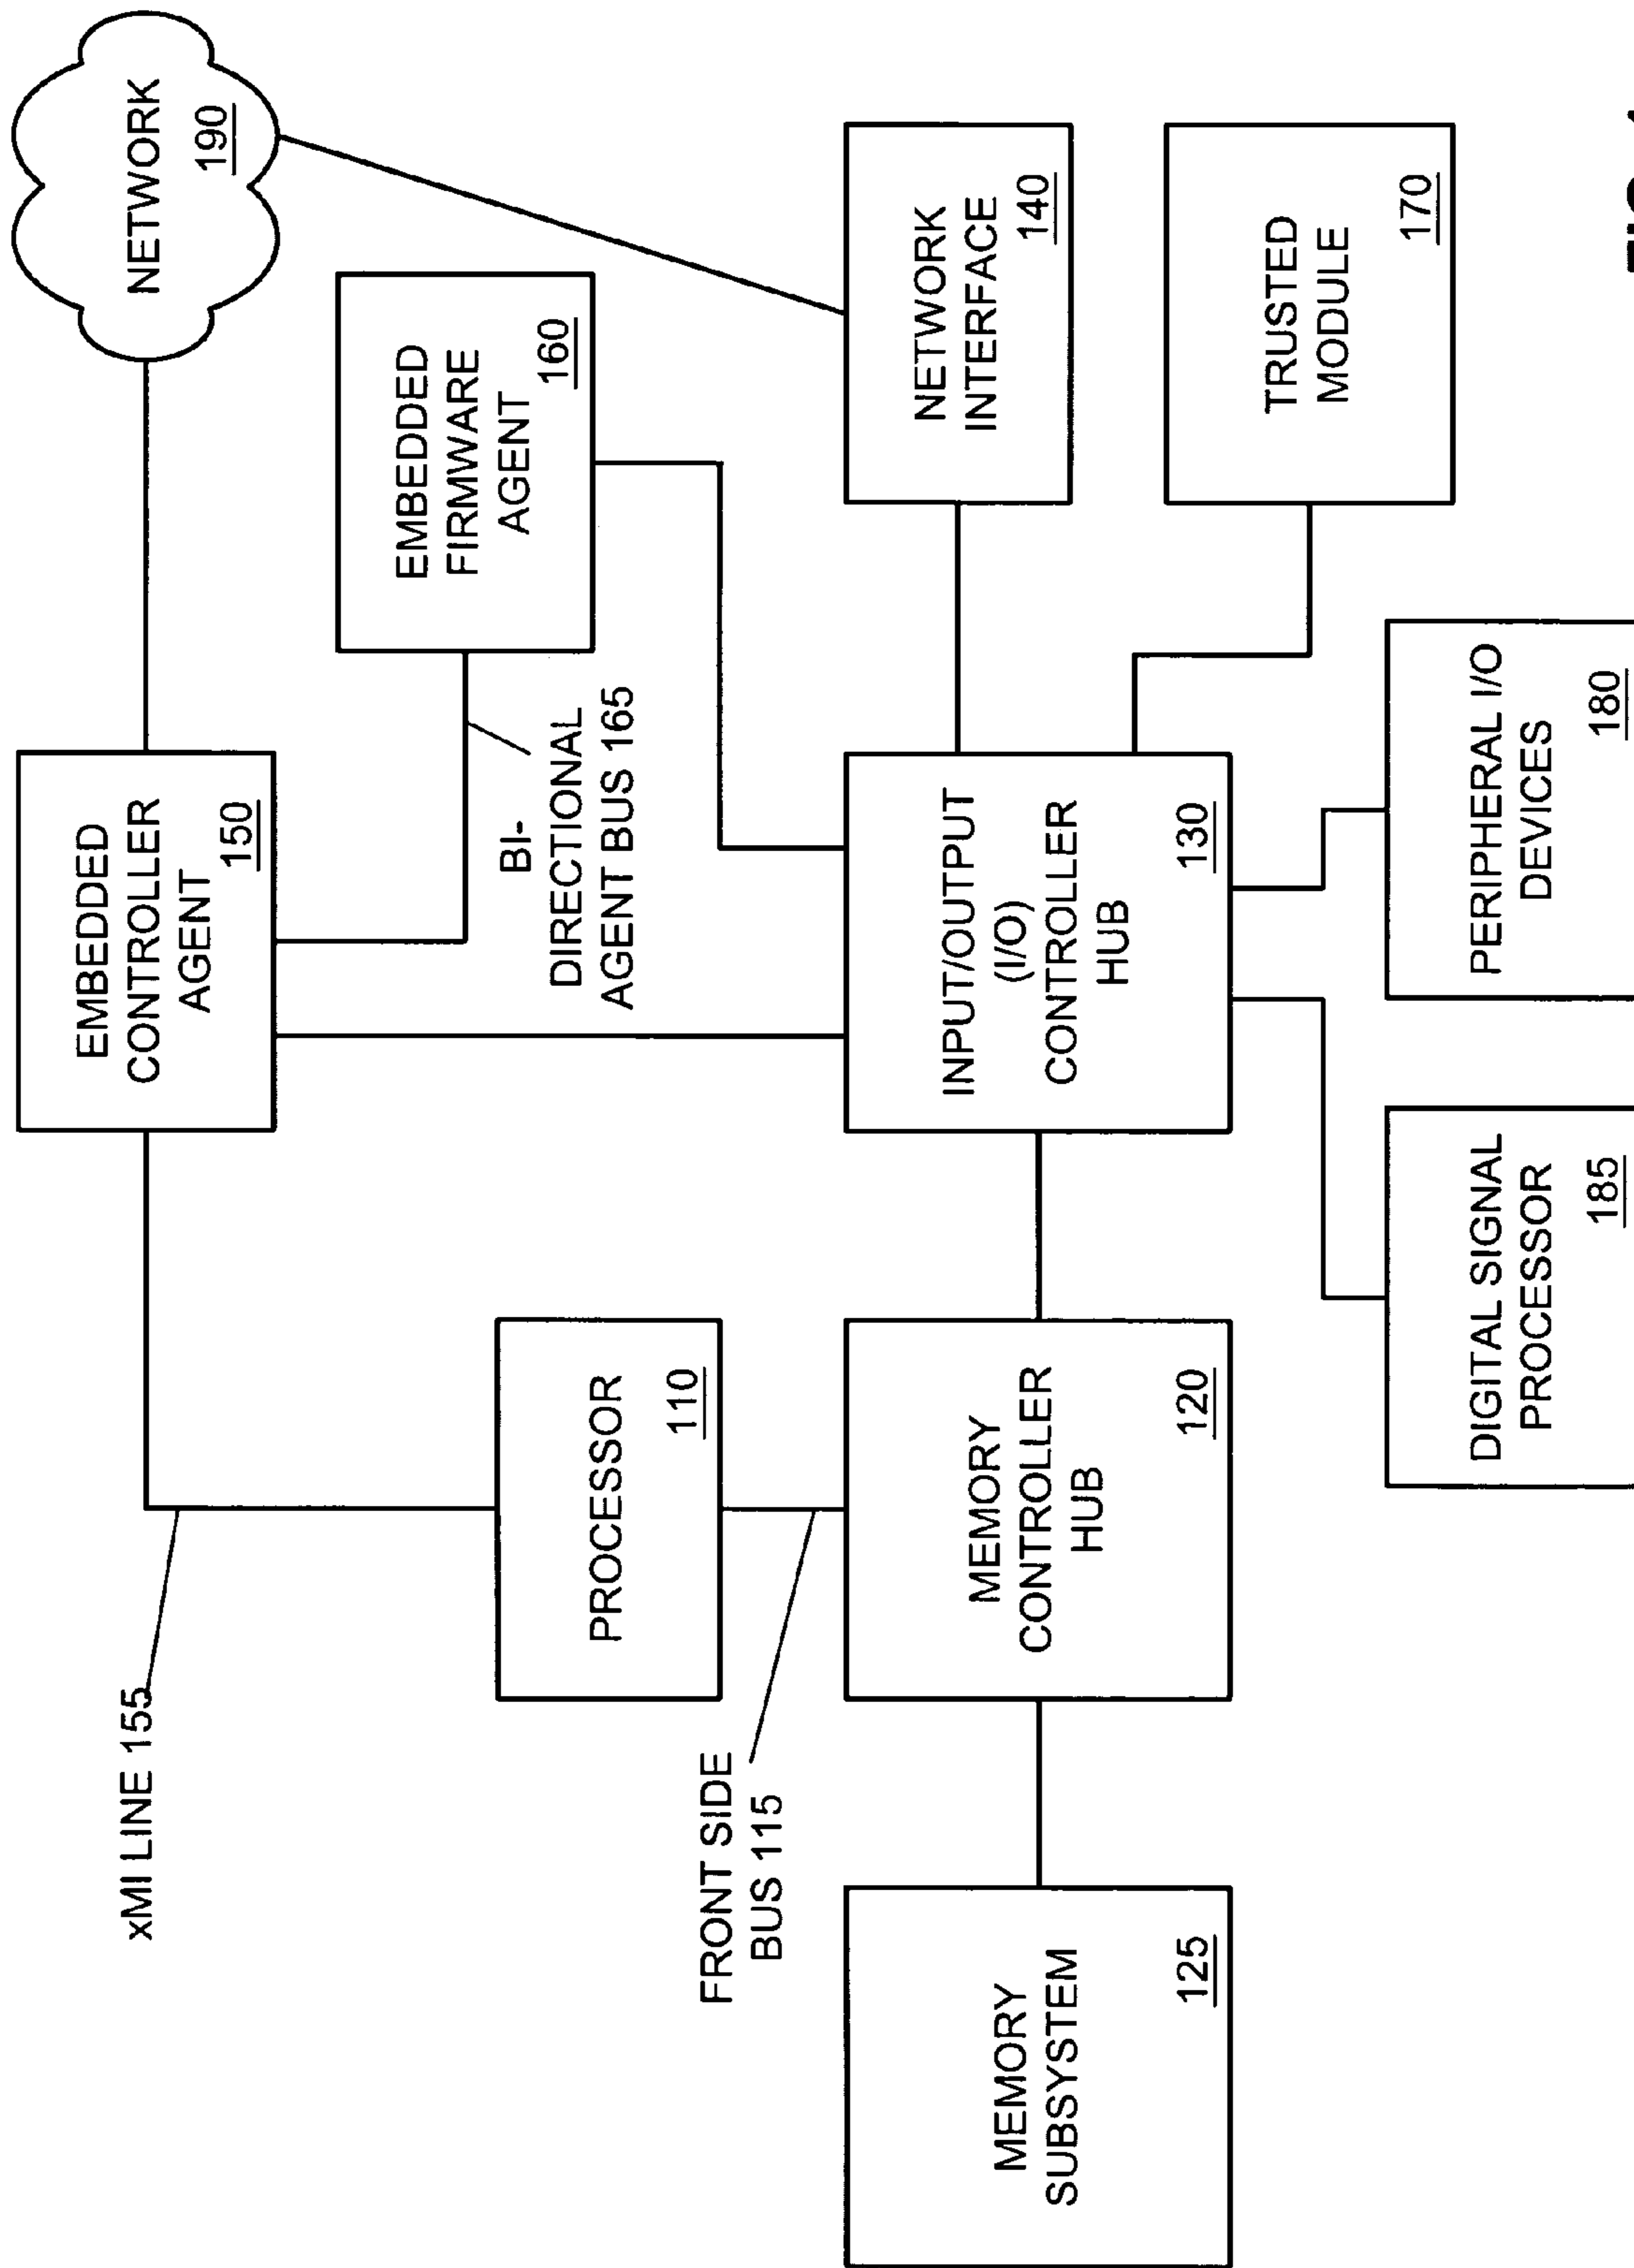 EMBEDDED
CONTROLLER
AGENT
150
NETWORK
190
xMI LINE 155
EMBEDDED
FIRMWARE
AGENT
160
BI-
DIRECTIONAL
AGENT BUS 165
PROCESSOR
110
FRONT SIDE
BUS 115
MEMORY
SUBSYSTEM
125
MEMORY
CONTROLLER
HUB
120
INPUT/OUTPUT
(I/O)
CONTROLLER
HUB
130
NETWORK
INTERFACE
140
TRUSTED
MODULE
170
DIGITAL SIGNAL
PROCESSOR
185
PERIPHERAL I/O
DEVICES
180
FIG.